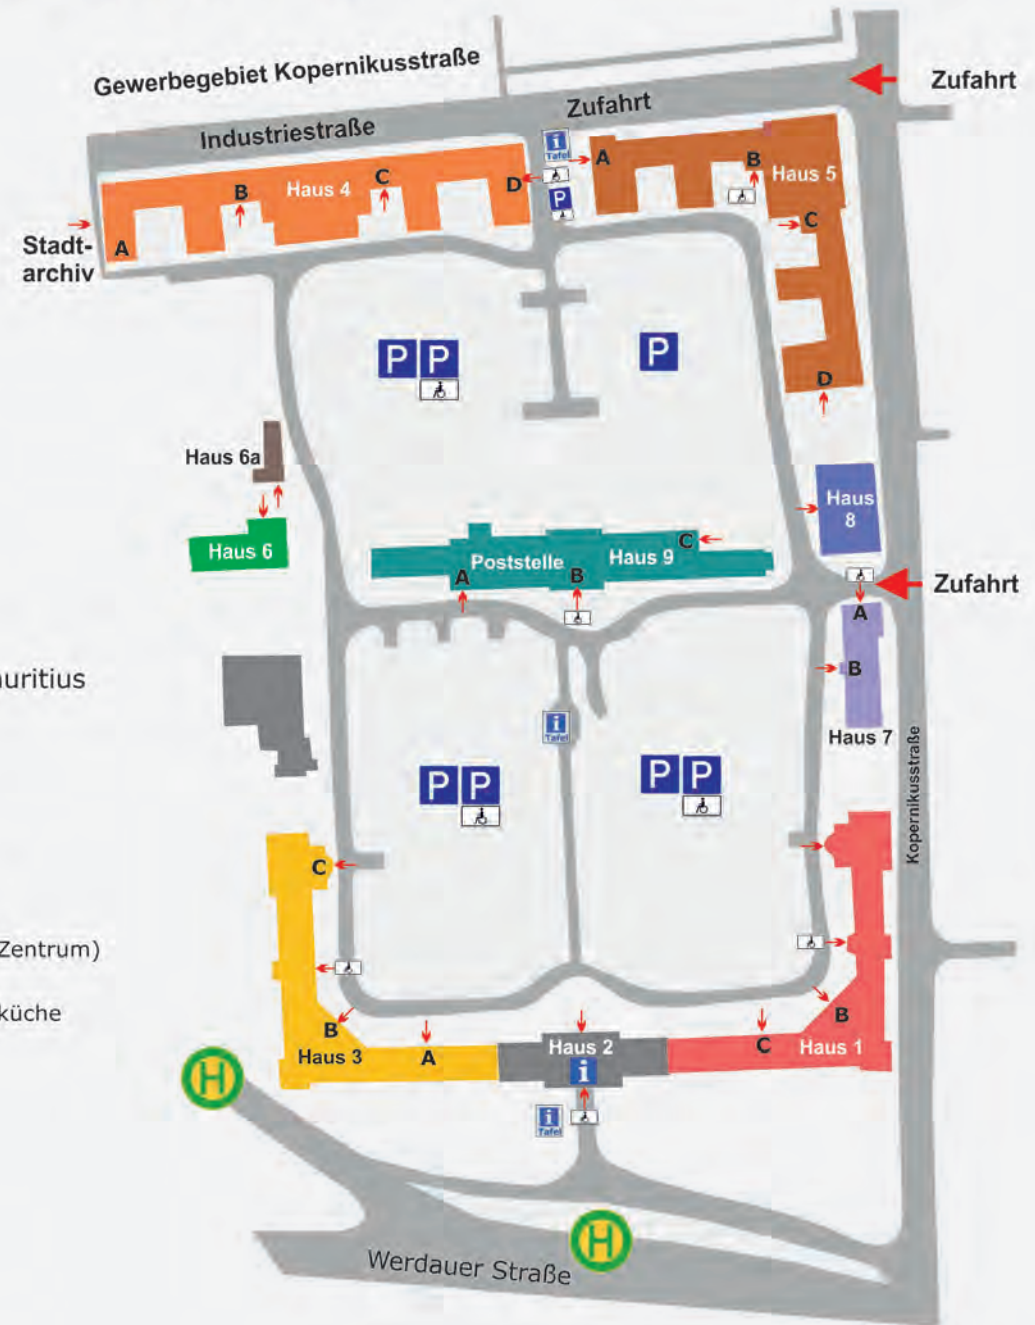 Gewerbegebiet Kopernikusstraße
Zufahrt
Zufahrt
Industriestraße
i
Tafel
A
B
Haus 5
C
D
Haus 4
B
C
D
A
P
Stadt-
archiv
P P
P
Haus 6a
Haus 6
Haus
8
Poststelle
Haus 9
A
B
C
Zufahrt
A
B
Haus 7
auritius
i
Tafel
P P
P P
Kopernikusstraße
C
Zentrum)
küche
B
Haus 3
A
Haus 2
i
C
Haus 1
B
H
i
Tafel
H
Werdauer Straße